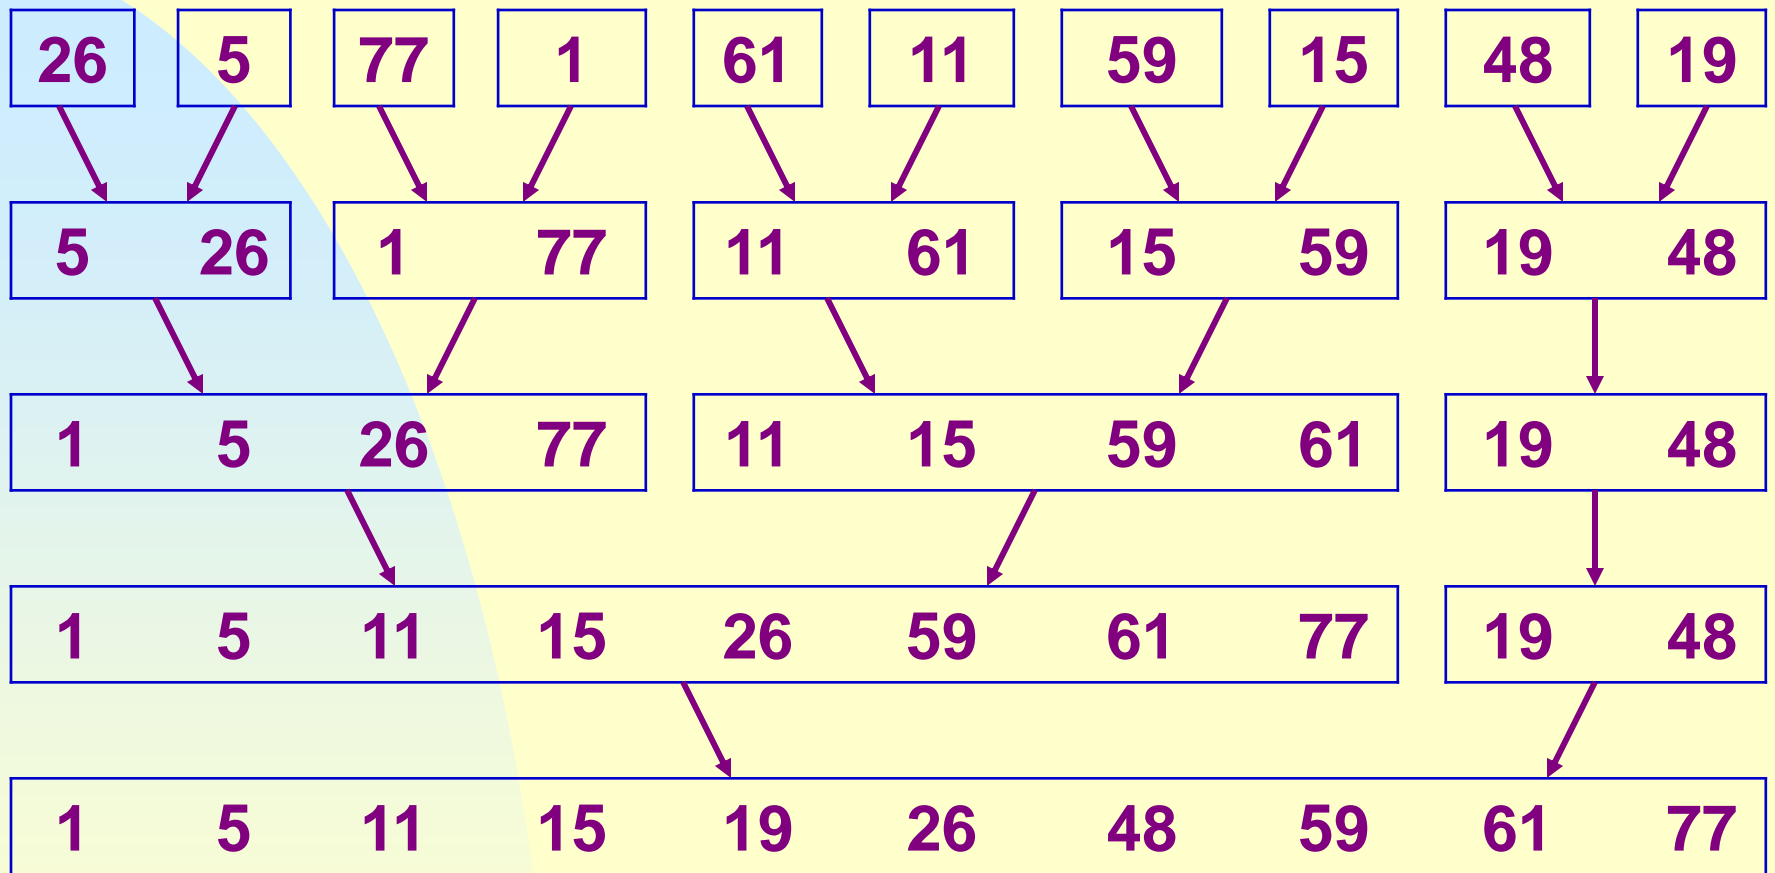 26 5 77 1 61 11 59 15 48 19
5 26 1 77 11 61 15 59 19 48
1 5 26 77 11 15 59 61 19 48
1 5 11 15 26 59 61 77 19 48
1 5 11 15 19 26 48 59 61 77